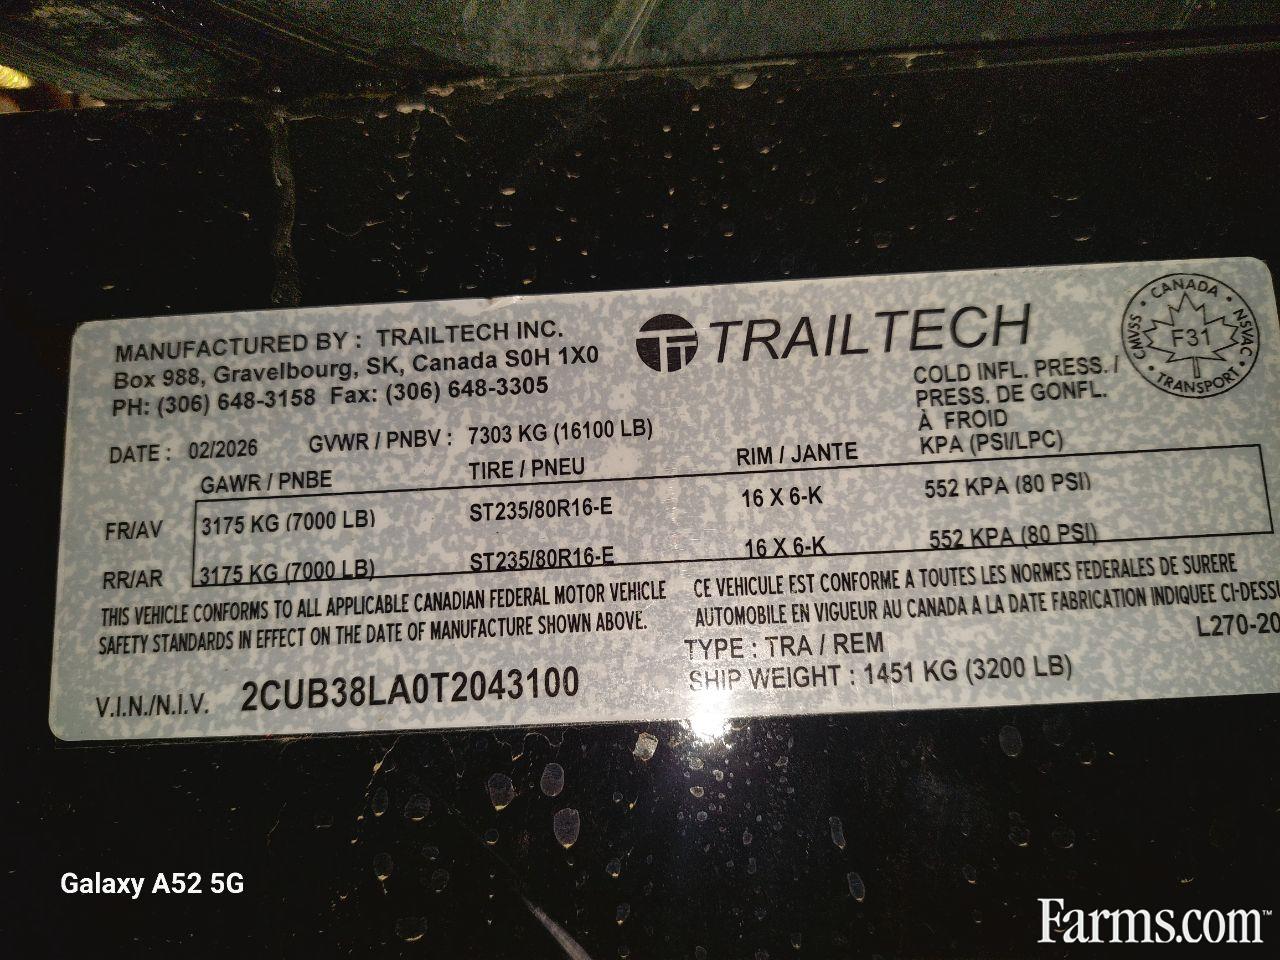 MANUFACTURED BY : TRAILTECH INC.
Box 988, Gravelbourg, SK, Canada S0H 1X0
PH: (306) 648-3158 Fax: (306) 648-3305
TRAILTECH
CANADA
CMVSS
F31
NSVAC
TRANSPORT
COLD INFL. PRESS. /
PRESS. DE GONFL.
À FROID
KPA (PSI/LPC)
DATE : 02/2026 GVWR / PNBV : 7303 KG (16100 LB)
GAWR / PNBE TIRE / PNEU RIM / JANTE
FR/AV 3175 KG (7000 LB) ST235/80R16-E 16 X 6-K 552 KPA (80 PSI)
RR/AR 3175 KG (7000 LB) ST235/80R16-E 16 X 6-K 552 KPA (80 PSI)
THIS VEHICLE CONFORMS TO ALL APPLICABLE CANADIAN FEDERAL MOTOR VEHICLE
SAFETY STANDARDS IN EFFECT ON THE DATE OF MANUFACTURE SHOWN ABOVE.
CE VEHICULE EST CONFORME A TOUTES LES NORMES FEDERALES DE SURERE
AUTOMOBILE EN VIGUEUR AU CANADA A LA DATE FABRICATION INDIQUEE CI-DESSU
L270-20
TYPE : TRA / REM
SHIP WEIGHT : 1451 KG (3200 LB)
V.I.N./N.I.V. 2CUB38LA0T2043100
Galaxy A52 5G
Farms.com™